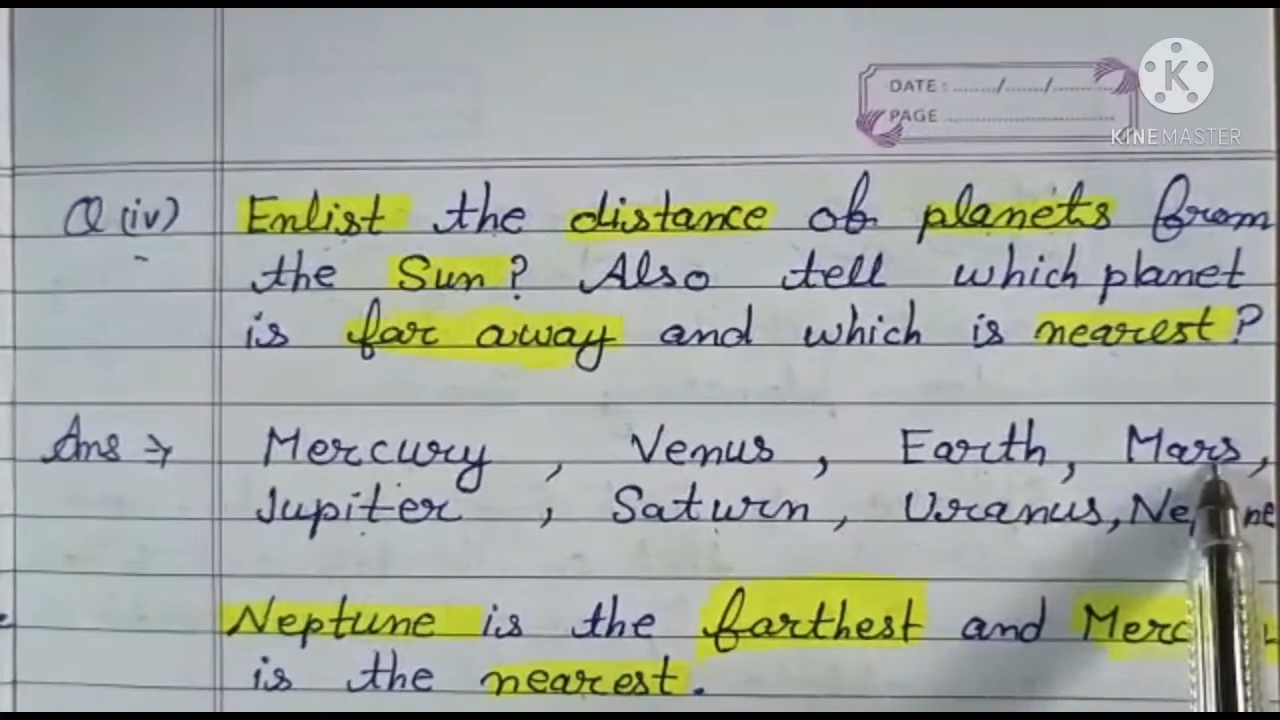 DATE : ......./......./.......
PAGE ..............................
KINEMASTER
Q (iv) Enlist the distance of planets from
the Sun? Also tell which planet
is far away and which is nearest?
Ans → Mercury , Venus , Earth, Mars,
Jupiter , Saturn, Uranus,
Neptune is the farthest and
is the nearest.